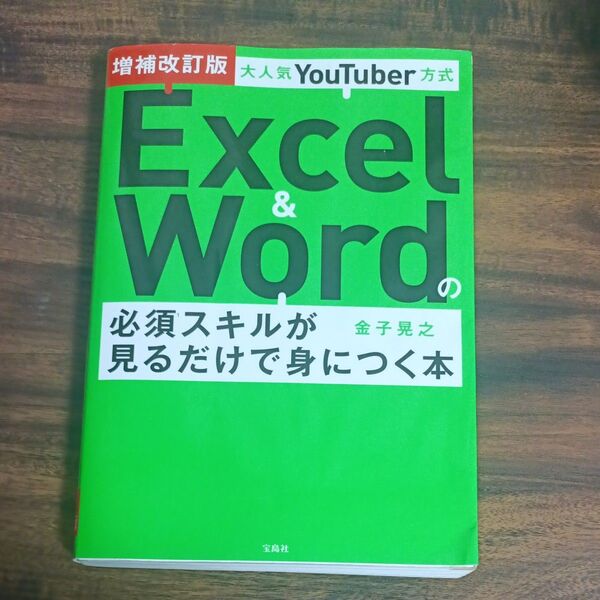 増補改訂版 大人気YouTuber方式
Excel
&
Wordの
必須スキルが 金子晃之
見るだけで身につく本
宝島社